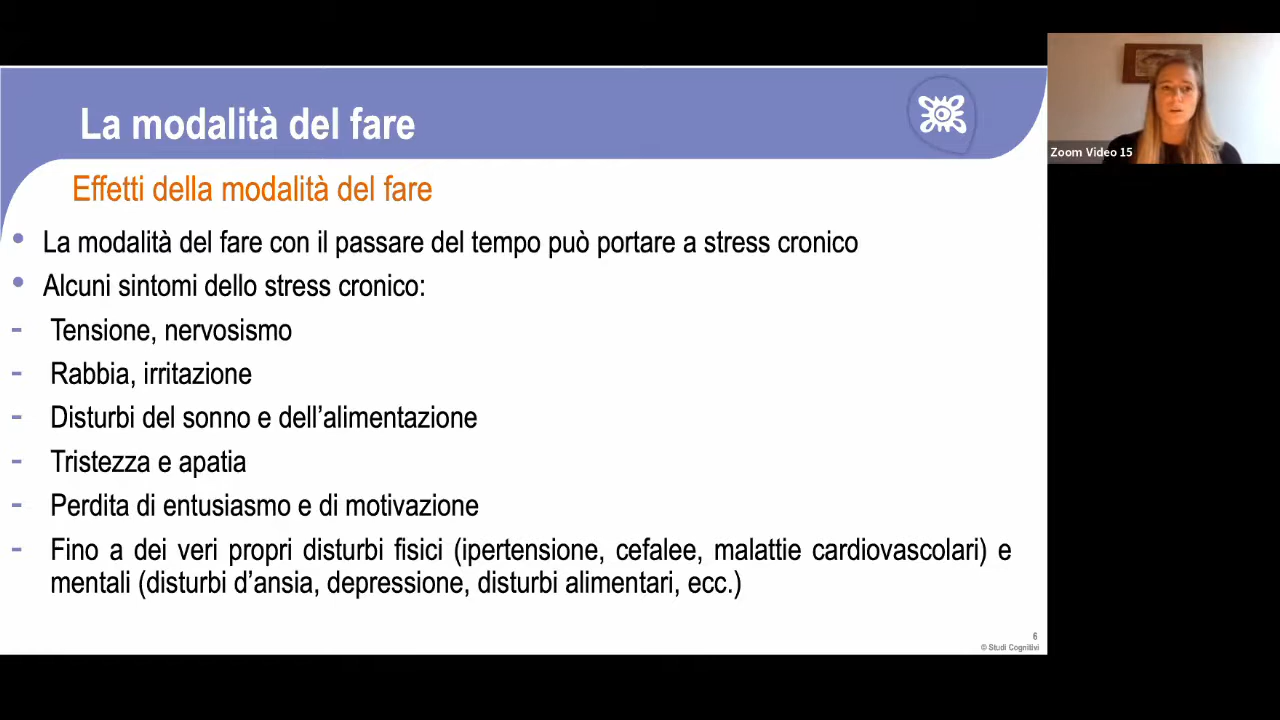 La modalità del fare
Effetti della modalità del fare
• La modalità del fare con il passare del tempo può portare a stress cronico
• Alcuni sintomi dello stress cronico:
- Tensione, nervosismo
- Rabbia, irritazione
- Disturbi del sonno e dell’alimentazione
- Tristezza e apatia
- Perdita di entusiasmo e di motivazione
- Fino a dei veri propri disturbi fisici (ipertensione, cefalee, malattie cardiovascolari) e
mentali (disturbi d’ansia, depressione, disturbi alimentari, ecc.)
6
© Studi Cognitivi
Zoom Video 15